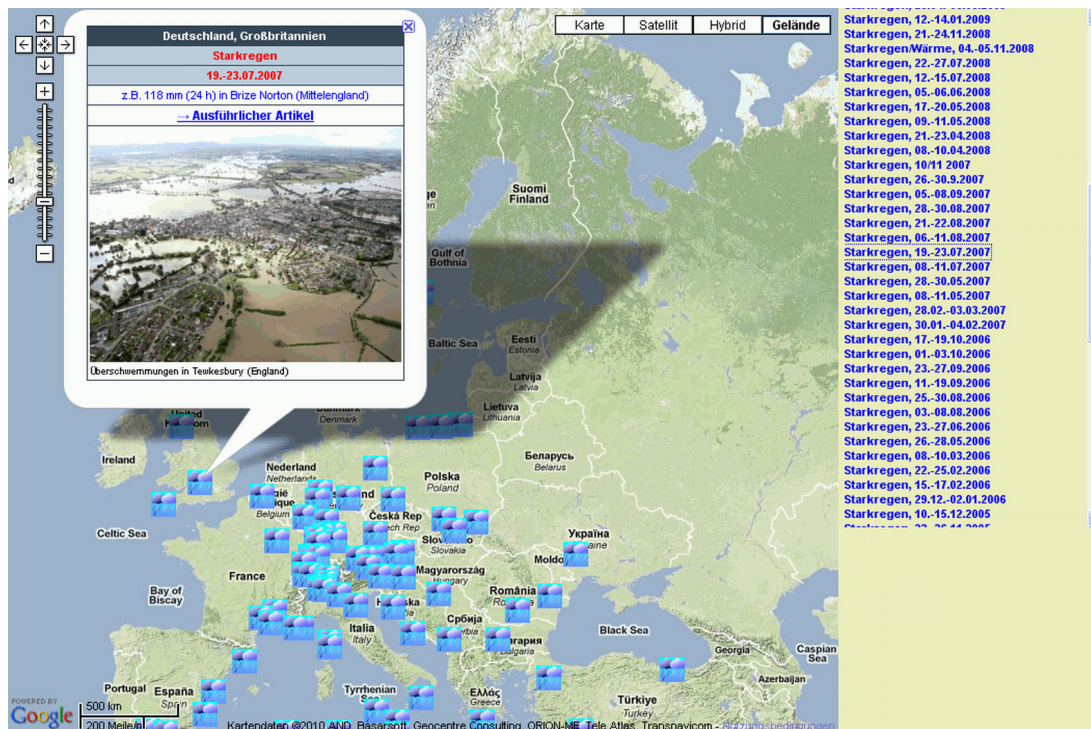 Karte
Satellit
Hybrid
Gelände
Deutschland, Großbritannien
Starkregen
19.-23.07.2007
z.B. 118 mm (24 h) in Brize Norton (Mittelengland)
→ Ausführlicher Artikel
Überschwemmungen in Tewkesbury (England)
Suomi
Finland
Gulf of
Bothnia
Baltic Sea
Eesti
Estonia
Latvija
Latvia
Lietuva
Lithuania
Denmark
United
Ireland
Nederland
Netherlands
Polska
Poland
Беларусь
Belarus
Belgium
Česká Rep
Celtic Sea
Slovakia
Україна
France
Magyarország
Hungary
Bay of
Biscay
România
Србија
Italia
Italy
Black Sea
Georgia
Caspian
Sea
Azerbaijan
Portugal
España
Spain
Tyrrhenian
Ελλάς
Greece
Türkiye
Turkey
POWERED BY
Google
500 km
Kartendaten ©2010 AND, Basarsoft, Geocentre Consulting, ORION-ME, Tele Atlas, Transnavicom - Nutzungsbedingungen
Starkregen, 12.-14.01.2009
Starkregen, 21.-24.11.2008
Starkregen/Wärme, 04.-05.11.2008
Starkregen, 22.-27.07.2008
Starkregen, 12.-15.07.2008
Starkregen, 05.-06.06.2008
Starkregen, 17.-20.05.2008
Starkregen, 09.-11.05.2008
Starkregen, 21.-23.04.2008
Starkregen, 08.-10.04.2008
Starkregen, 10/11 2007
Starkregen, 26.-30.9.2007
Starkregen, 05.-08.09.2007
Starkregen, 28.-30.08.2007
Starkregen, 21.-22.08.2007
Starkregen, 06.-11.08.2007
Starkregen, 19.-23.07.2007
Starkregen, 08.-11.07.2007
Starkregen, 28.-30.05.2007
Starkregen, 08.-11.05.2007
Starkregen, 28.02.-03.03.2007
Starkregen, 30.01.-04.02.2007
Starkregen, 17.-19.10.2006
Starkregen, 01.-03.10.2006
Starkregen, 23.-27.09.2006
Starkregen, 11.-19.09.2006
Starkregen, 25.-30.08.2006
Starkregen, 03.-08.08.2006
Starkregen, 23.-27.06.2006
Starkregen, 26.-28.05.2006
Starkregen, 08.-10.03.2006
Starkregen, 22.-25.02.2006
Starkregen, 15.-17.02.2006
Starkregen, 29.12.-02.01.2006
Starkregen, 10.-15.12.2005